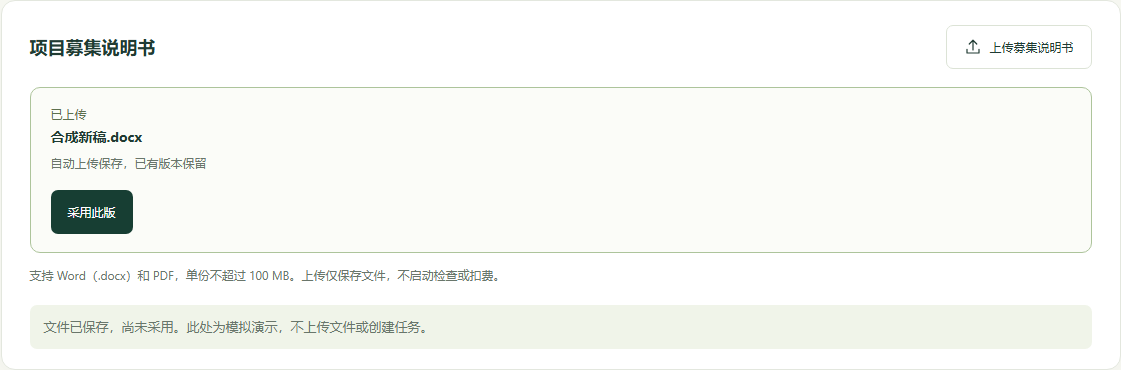 项目募集说明书
上传募集说明书
已上传
合成新稿.docx
自动上传保存，已有版本保留
采用此版
支持 Word（.docx）和 PDF，单份不超过 100 MB。上传仅保存文件，不启动检查或扣费。
文件已保存，尚未采用。此处为模拟演示，不上传文件或创建任务。